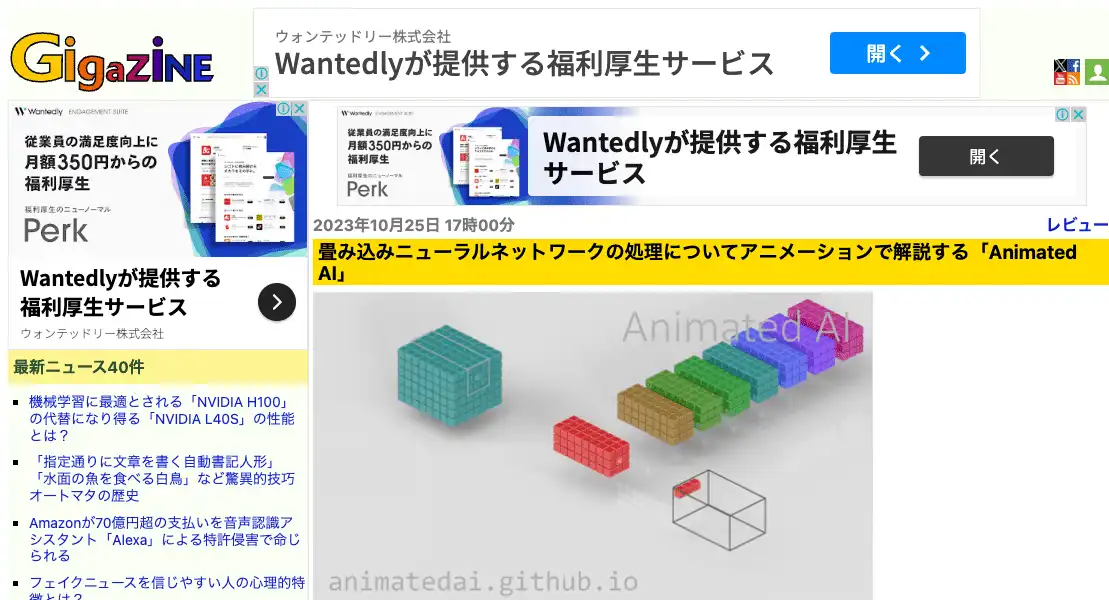 GigaZiNE
ウォンテッドリー株式会社
Wantedlyが提供する福利厚生サービス
開く
Wantedly ENGAGEMENT SUITE
従業員の満足度向上に
月額350円からの
福利厚生
福利厚生のニューノーマル
Perk
Wantedlyが提供する
福利厚生サービス
ウォンテッドリー株式会社
Wantedly ENGAGEMENT SUITE
従業員の満足度向上に
月額350円からの
福利厚生
福利厚生のニューノーマル
Perk
Wantedlyが提供する福利厚生
サービス
開く
2023年10月25日 17時00分
レビュー
畳み込みニューラルネットワークの処理についてアニメーションで解説する「Animated
AI」
Animated AI
animatedai.github.io
最新ニュース40件
機械学習に最適とされる「NVIDIA H100」
の代替になり得る「NVIDIA L40S」の性能
とは？
「指定通りに文章を書く自動書記人形」
「水面の魚を食べる白鳥」など驚異的技巧
オートマタの歴史
Amazonが70億円超の支払いを音声認識ア
シスタント「Alexa」による特許侵害で命じ
られる
フェイクニュースを信じやすい人の心理的特
徴とは？